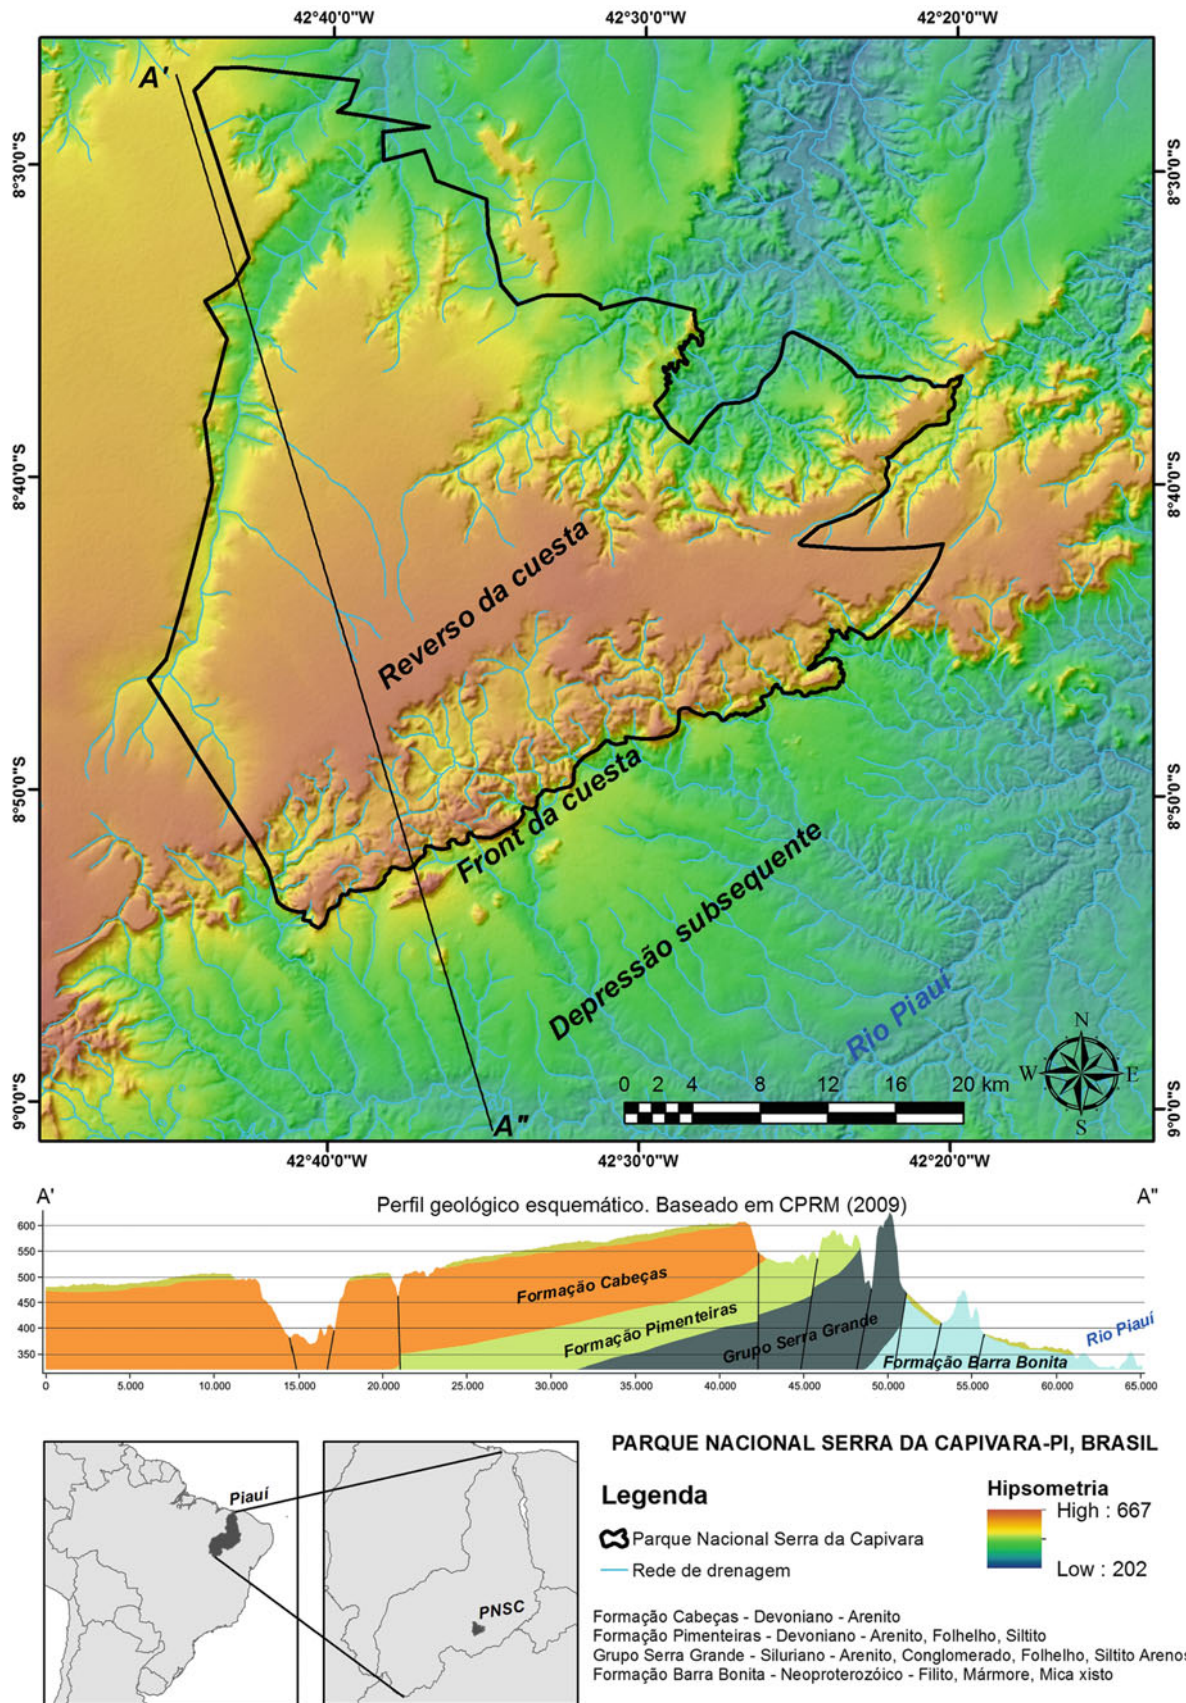 42°40'0"W 42°30'0"W 42°20'0"W
A'
8°30'0"S 8°30'0"S
8°40'0"S 8°40'0"S
Reverso da cuesta
8°50'0"S 8°50'0"S
Front da cuesta
Depressão subsequente
Rio Piauí
N
W E
S
0 2 4 8 12 16 20 km
9°0'0"S 9°0'0"S
A"
42°40'0"W 42°30'0"W 42°20'0"W
A' A"
Perfil geológico esquemático. Baseado em CPRM (2009)
600
550
500
450
400
350
Formação Cabeças
Formação Pimenteiras
Grupo Serra Grande
Formação Barra Bonita
Rio Piauí
0 5.000 10.000 15.000 20.000 25.000 30.000 35.000 40.000 45.000 50.000 55.000 60.000 65.000
Piauí
PNSC
PARQUE NACIONAL SERRA DA CAPIVARA-PI, BRASIL
Legenda
Parque Nacional Serra da Capivara
Rede de drenagem
Hipsometria
High : 667
Low : 202
Formação Cabeças - Devoniano - Arenito
Formação Pimenteiras - Devoniano - Arenito, Folhelho, Siltito
Grupo Serra Grande - Siluriano - Arenito, Conglomerado, Folhelho, Siltito Arenos
Formação Barra Bonita - Neoproterozóico - Filito, Mármore, Mica xisto